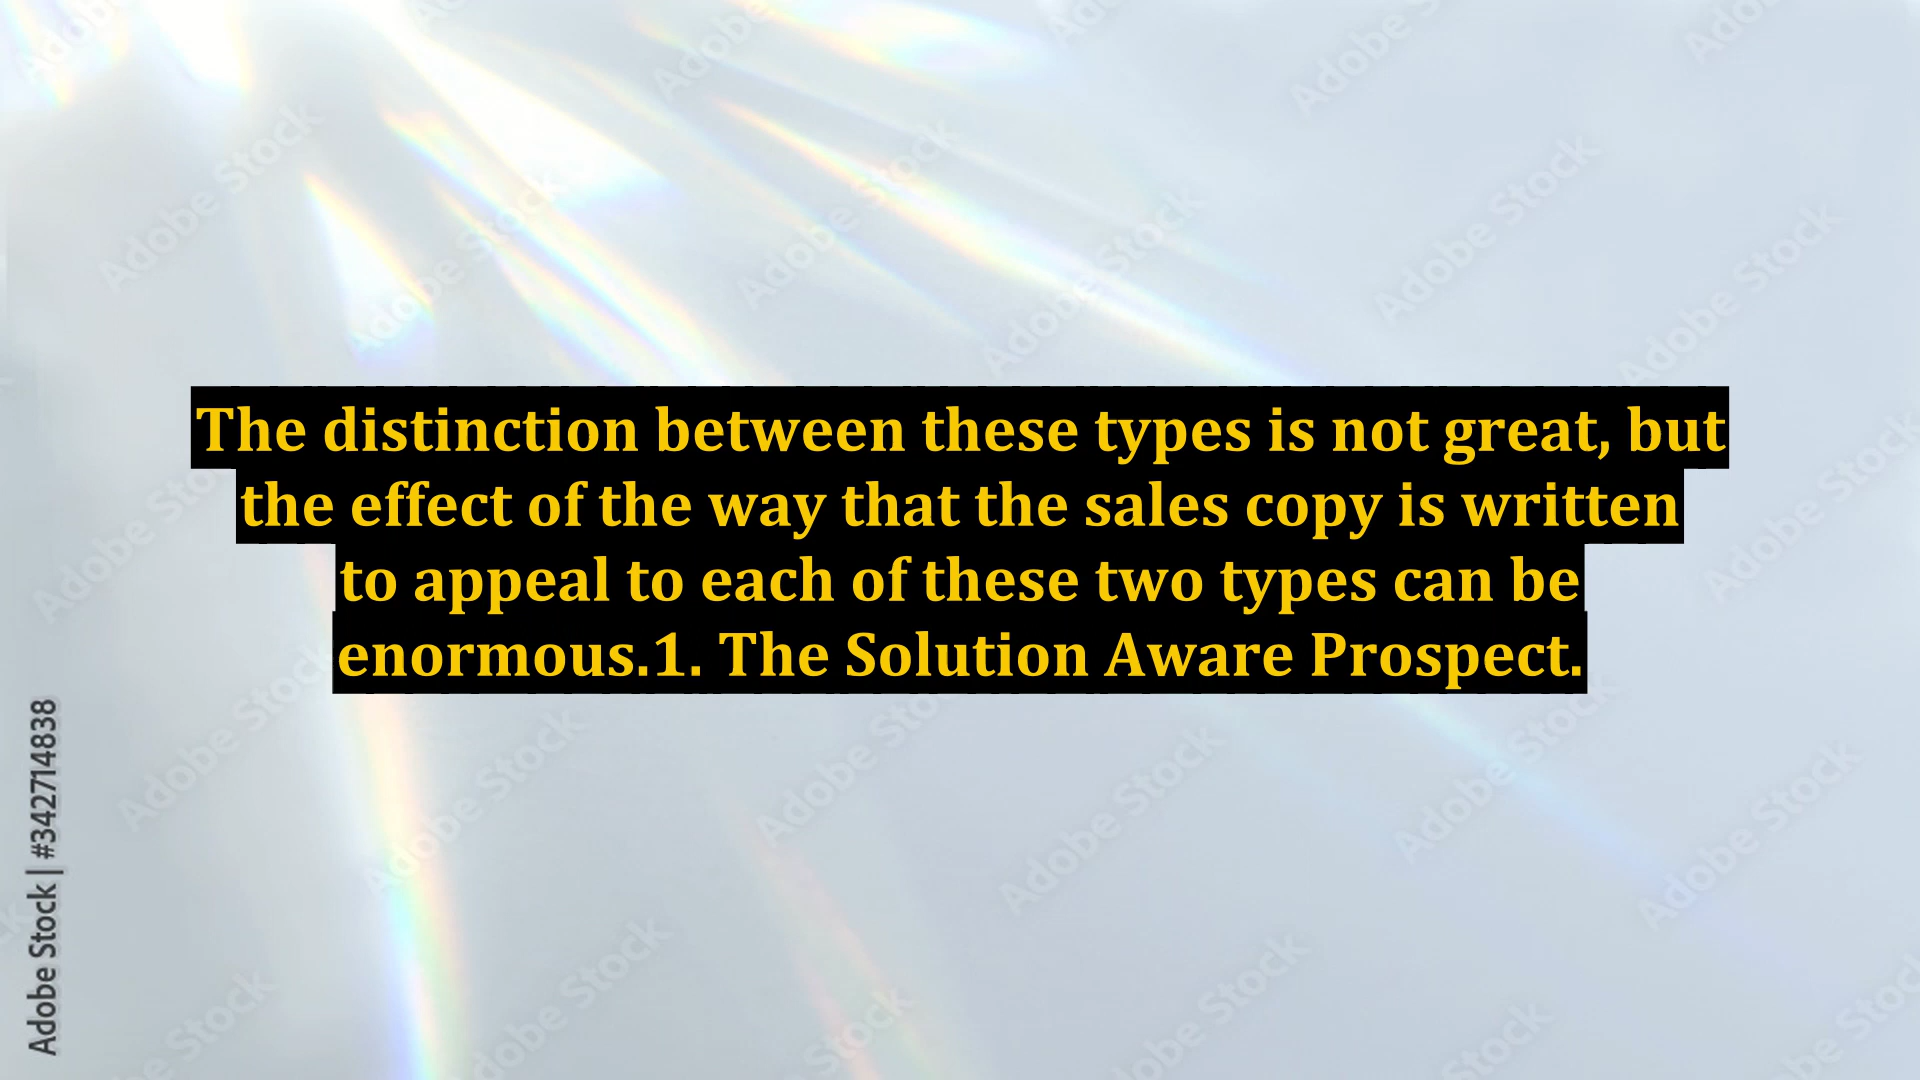 The distinction between these types is not great, but
the effect of the way that the sales copy is written
to appeal to each of these two types can be
enormous.1. The Solution Aware Prospect.
Adobe Stock | #342714838
Adobe Stock